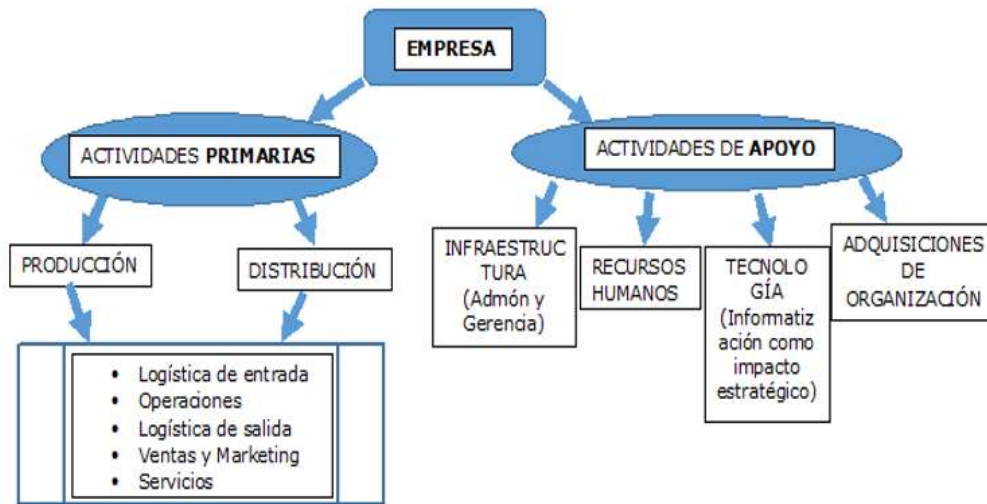 EMPRESA
ACTIVIDADES PRIMARIAS
ACTIVIDADES DE APOYO
PRODUCCIÓN
DISTRIBUCIÓN
• Logística de entrada
• Operaciones
• Logística de salida
• Ventas y Marketing
• Servicios
INFRAESTRUC
TURA
(Admón y
Gerencia)
RECURSOS
HUMANOS
TECNOLO
GÍA
(Informatiz
ación como
impacto
estratégico)
ADQUISICIONES
DE
ORGANIZACIÓN